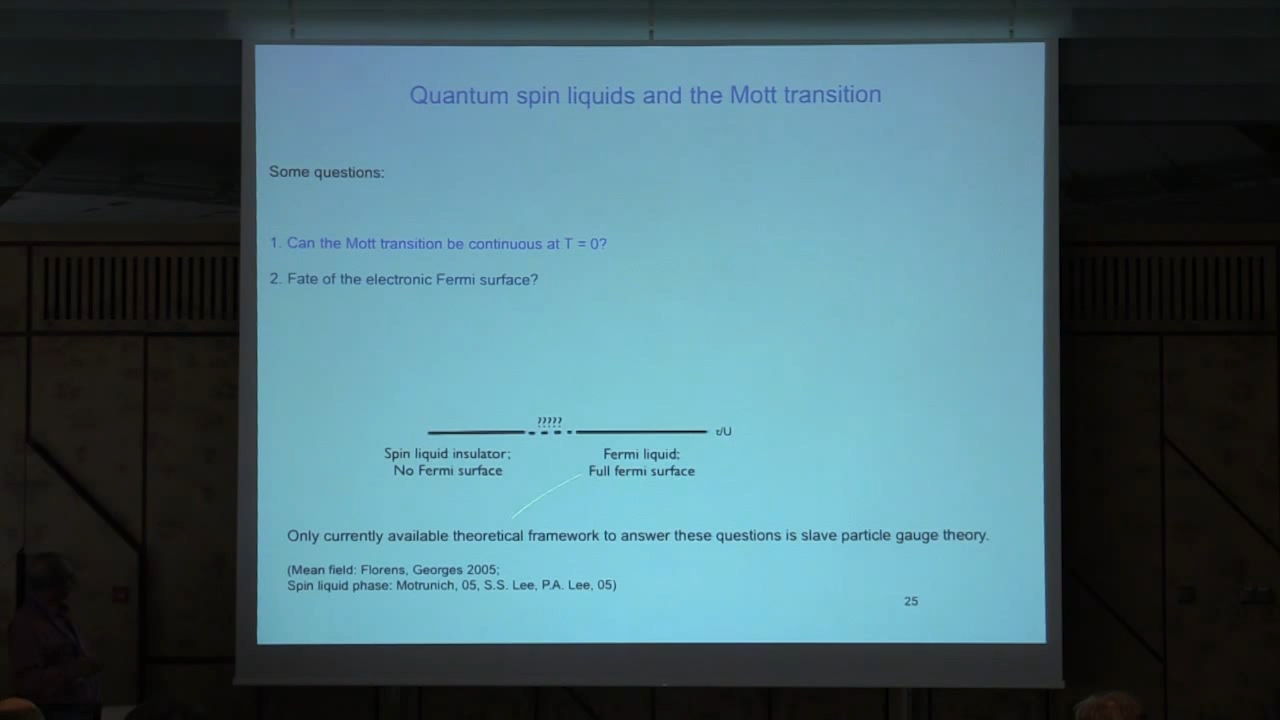 Quantum spin liquids and the Mott transition
Some questions:
1. Can the Mott transition be continuous at T = 0?
2. Fate of the electronic Fermi surface?
?????
t/U
Spin liquid insulator;
No Fermi surface
Fermi liquid;
Full fermi surface
Only currently available theoretical framework to answer these questions is slave particle gauge theory.
(Mean field: Florens, Georges 2005;
Spin liquid phase: Motrunich, 05, S.S. Lee, P.A. Lee, 05)
25